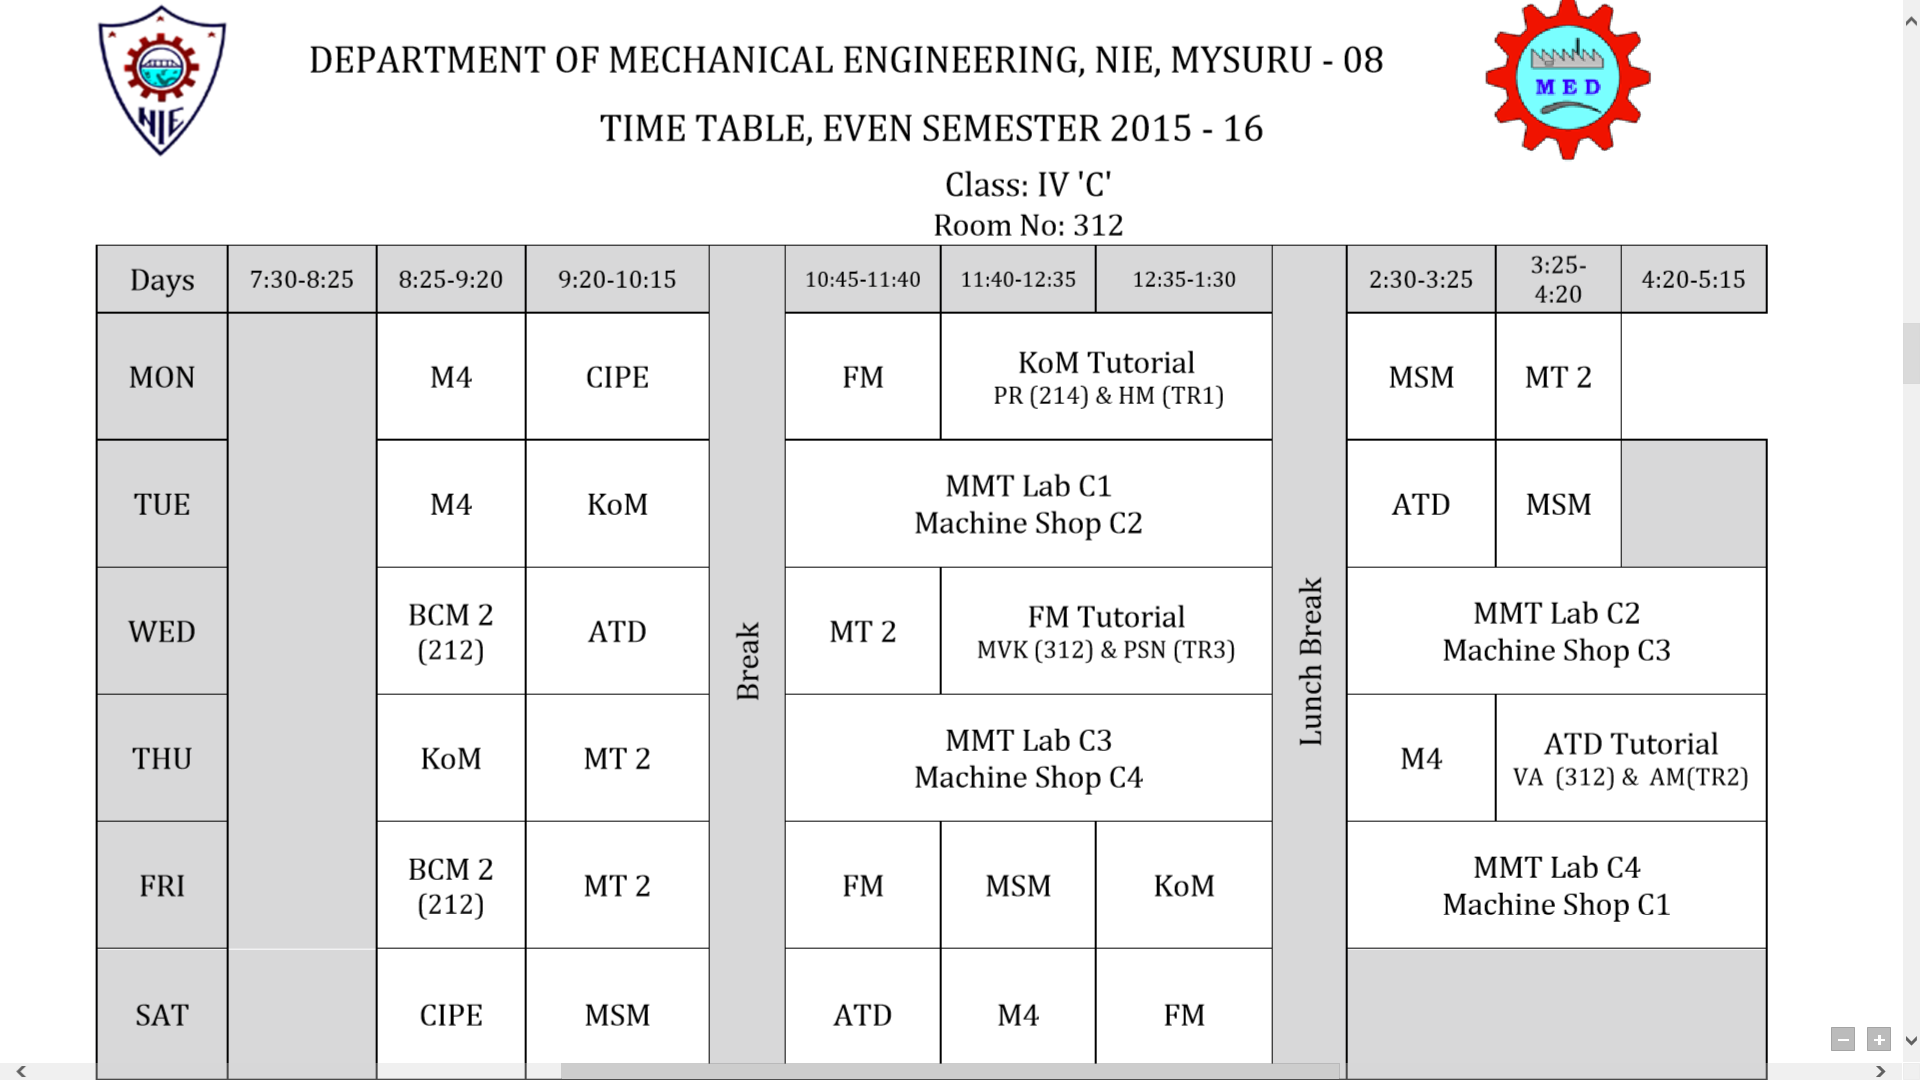 NIE
DEPARTMENT OF MECHANICAL ENGINEERING, NIE, MYSURU - 08
MED
TIME TABLE, EVEN SEMESTER 2015 - 16
Class: IV 'C'
Room No: 312
Days 7:30-8:25 8:25-9:20 9:20-10:15 10:45-11:40 11:40-12:35 12:35-1:30 2:30-3:25 3:25-
4:20 4:20-5:15
Break
Lunch Break
MON M4 CIPE FM KoM Tutorial MSM MT 2
PR (214) & HM (TR1)
TUE M4 KoM MMT Lab C1 ATD MSM
Machine Shop C2
WED BCM 2 ATD MT 2 FM Tutorial MMT Lab C2
(212) MVK (312) & PSN (TR3) Machine Shop C3
THU KoM MT 2 MMT Lab C3 M4 ATD Tutorial
Machine Shop C4 VA (312) & AM(TR2)
FRI BCM 2 MT 2 FM MSM KoM MMT Lab C4
(212) Machine Shop C1
SAT CIPE MSM ATD M4 FM